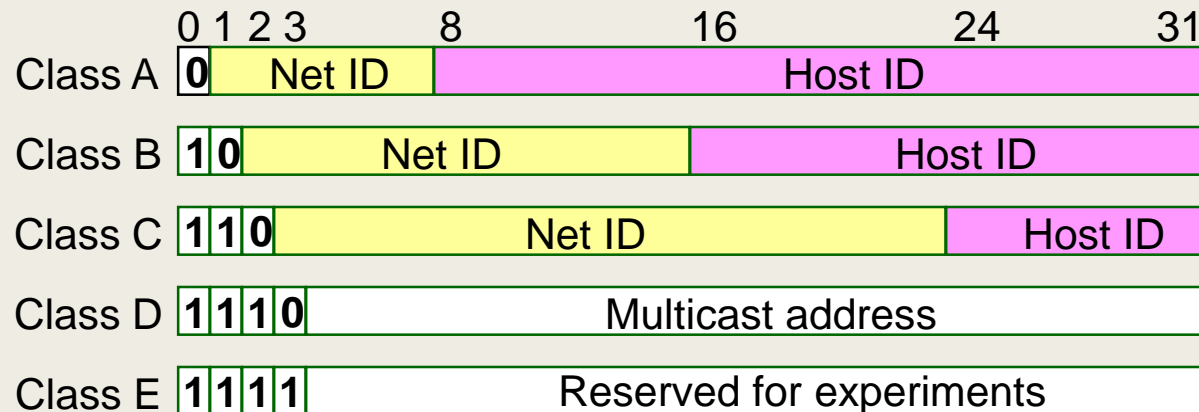 0 1 2 3 8 16 24 31
Class A 0 Net ID Host ID
Class B 1 0 Net ID Host ID
Class C 1 1 0 Net ID Host ID
Class D 1 1 1 0 Multicast address
Class E 1 1 1 1 Reserved for experiments